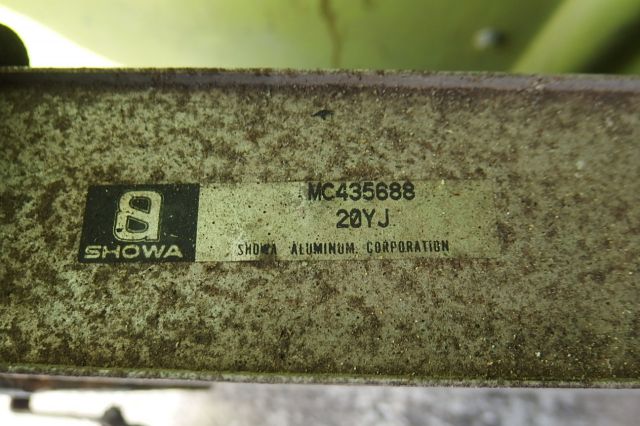 SHOWA
MC435688
20YJ
SHOWA ALUMINUM CORPORATION